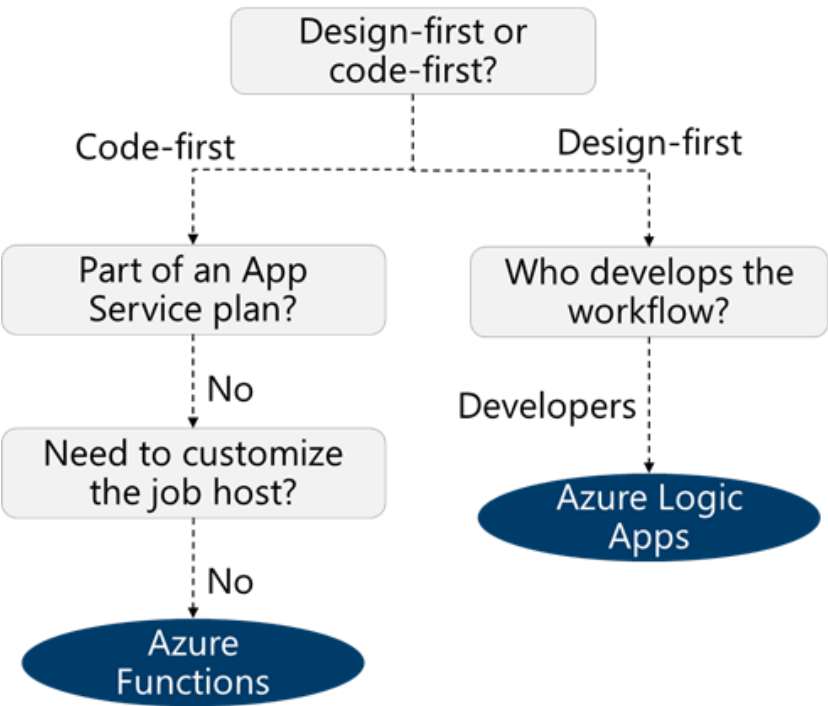 Design-first or
code-first?
Code-first
Design-first
Part of an App
Service plan?
Who develops the
workflow?
No
Developers
Need to customize
the job host?
Azure Logic
Apps
No
Azure
Functions